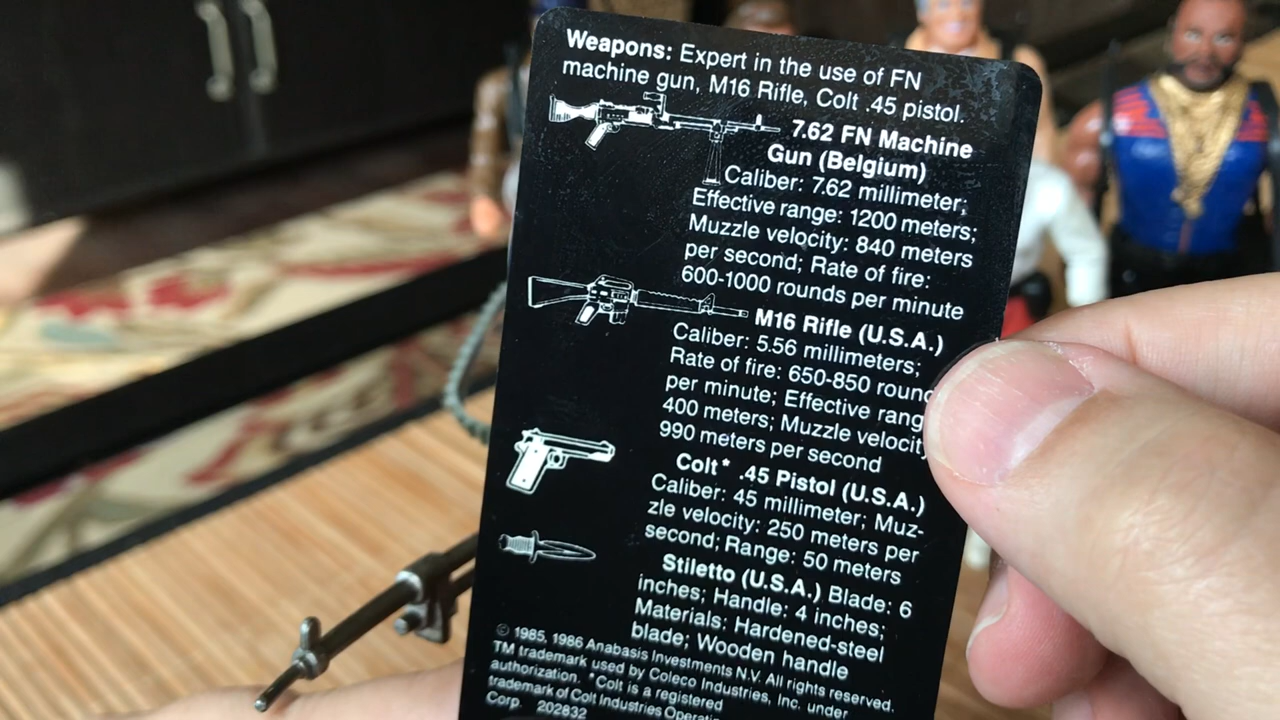 Weapons: Expert in the use of FN
machine gun, M16 Rifle, Colt .45 pistol.
7.62 FN Machine
Gun (Belgium)
Caliber: 7.62 millimeter;
Effective range: 1200 meters;
Muzzle velocity: 840 meters
per second; Rate of fire:
600-1000 rounds per minute
M16 Rifle (U.S.A.)
Caliber: 5.56 millimeters;
Rate of fire: 650-850
per minute; Effective
400 meters; Muzzle
990 meters per second
Colt* .45 Pistol (U.S.A.)
Caliber: 45 millimeter; Muz-
zle velocity: 250 meters per
second; Range: 50 meters
Stiletto (U.S.A.) Blade: 6
inches; Handle: 4 inches;
Materials: Hardened-steel
blade; Wooden handle
© 1985, 1986 Anabasis Investments N.V. All rights reserved.
TM trademark used by Coleco Industries, Inc. under
authorization. *Colt is a registered
trademark of Colt Industries
Corp. 202832